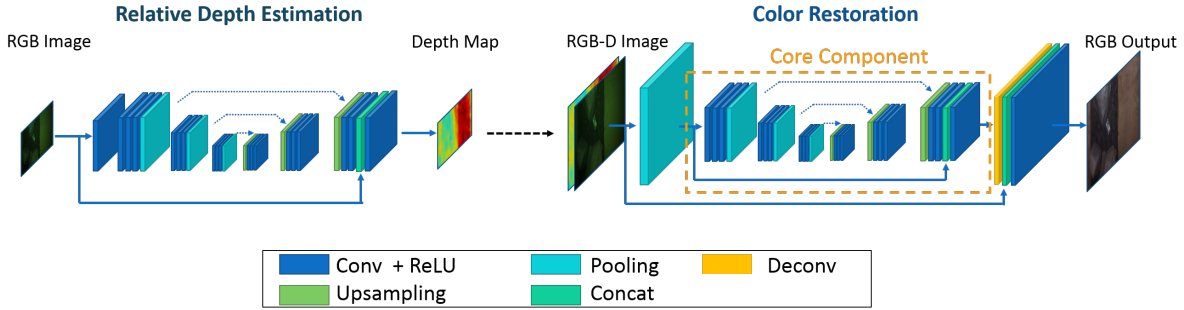 Relative Depth Estimation
Color Restoration
RGB Image
Depth Map
RGB-D Image
RGB Output
Core Component
Conv + ReLU
Pooling
Deconv
Upsampling
Concat